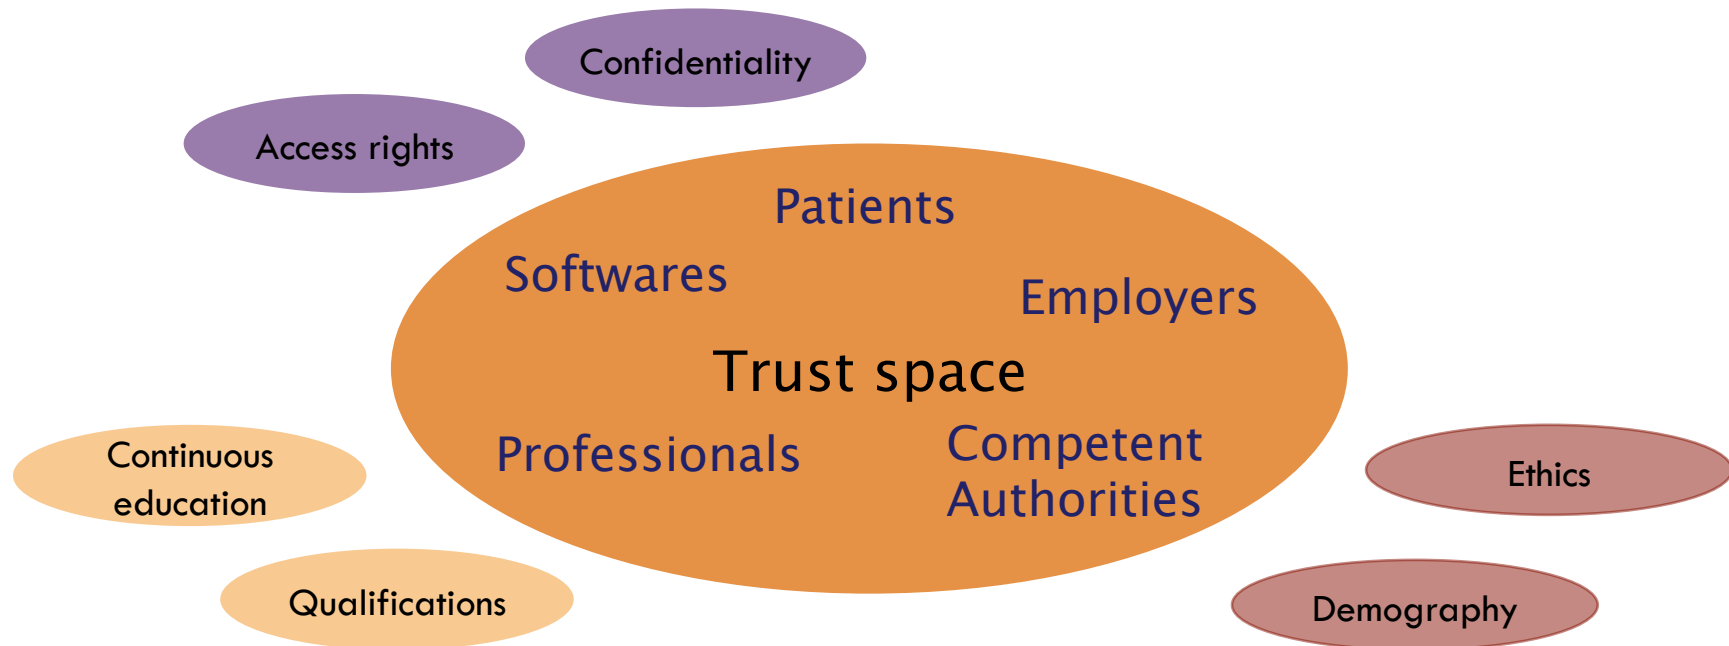 Confidentiality
Access rights
Patients
Softwares
Employers
Trust space
Professionals
Competent
Authorities
Continuous
education
Ethics
Qualifications
Demography